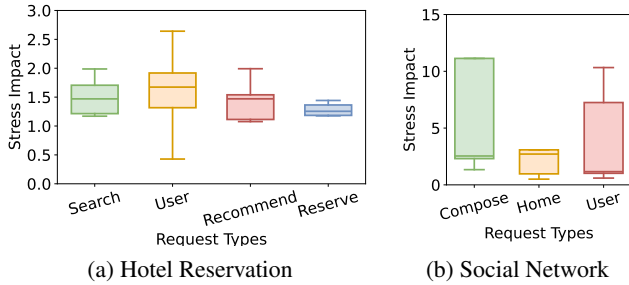 3.0
2.5
2.0
1.5
1.0
0.5
0.0
Stress Impact
Search
User
Recommend
Reserve
Request Types
(a) Hotel Reservation
15
10
5
0
Stress Impact
Compose
Home
User
Request Types
(b) Social Network